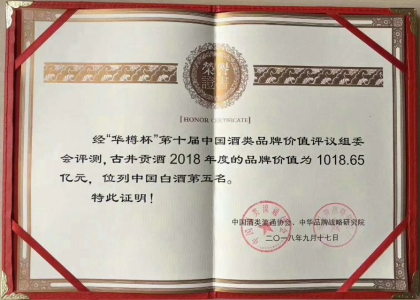 荣誉
证
[ HONOR CERTIFICATE ]
经“华樽杯”第十届中国酒类品牌价值评议组委
会评测,古井贡酒2018年度的品牌价值为1018.65
亿元,位列中国白酒第五名。
特此证明!
中国酒类流通协会、中华品牌战略研究院
二〇一八年九月十七日